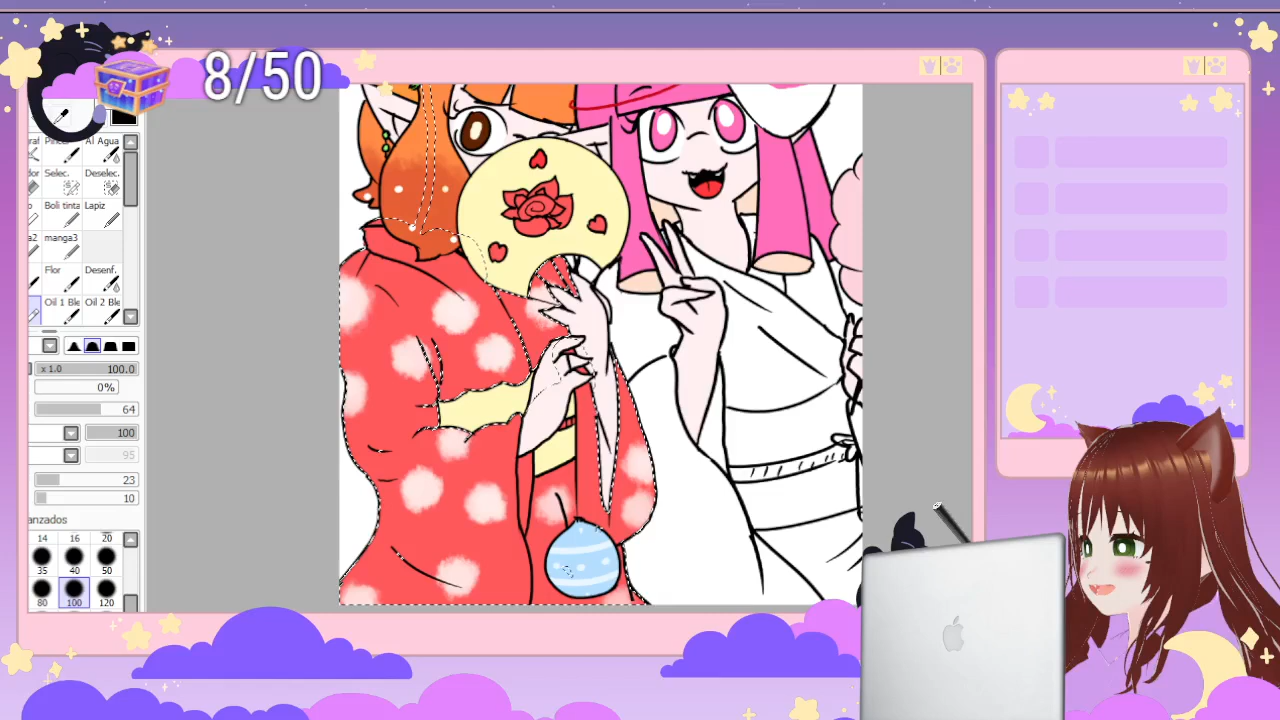 8/50
Al Agua
Selec. Deselec.
Boli tinta Lapiz
manga3
Flor Desenf.
Oil 1 Ble Oil 2 Ble
x 1.0 100.0
0%
64
100
95
23
10
anzados
14 16 20
35 40 50
80 100 120